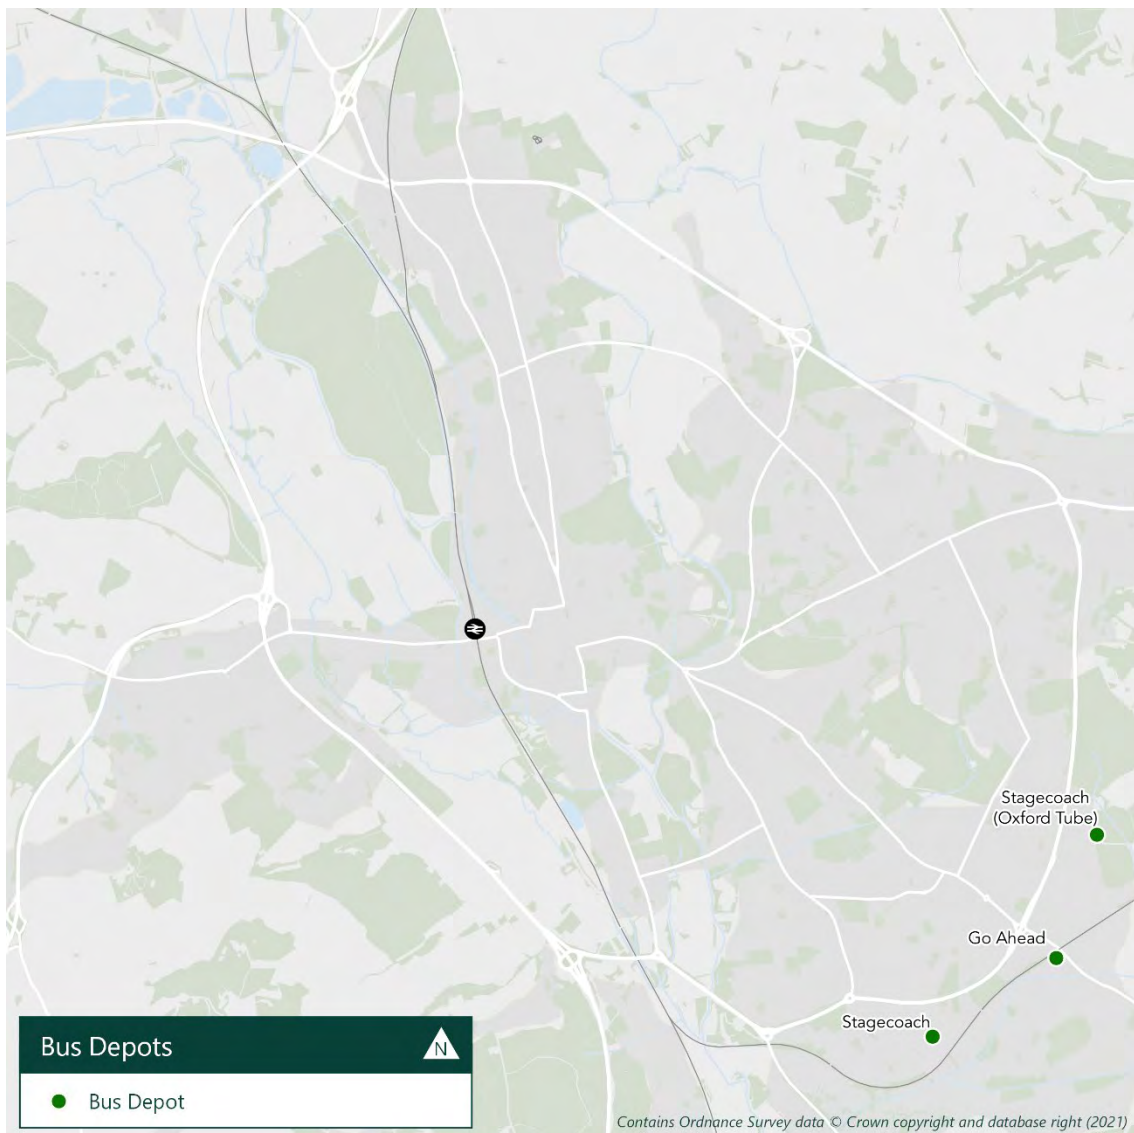 Stagecoach
(Oxford Tube)
Go Ahead
Stagecoach
Bus Depots
N
Bus Depot
Contains Ordnance Survey data © Crown copyright and database right (2021)